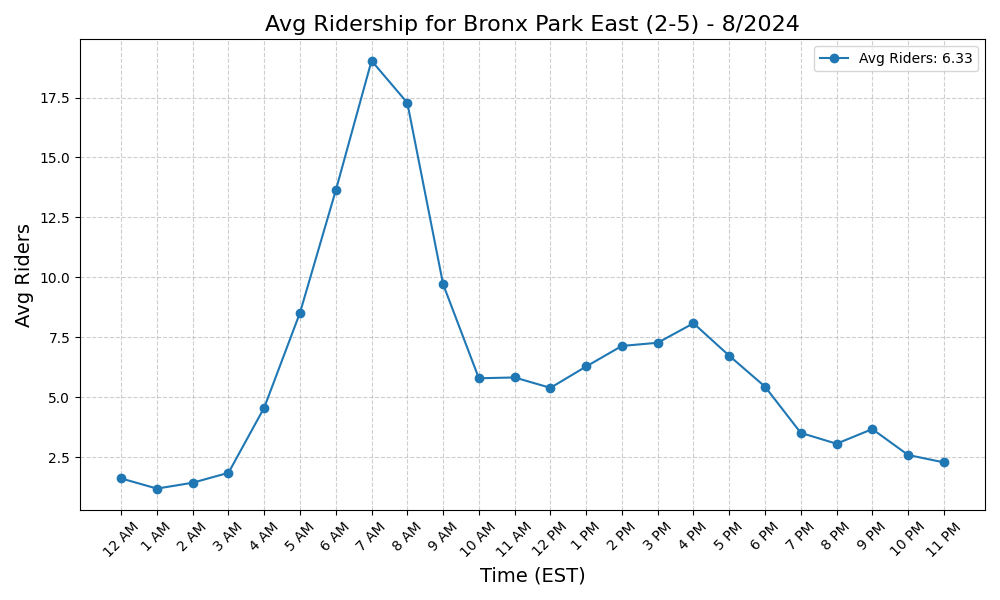 Avg Ridership for Bronx Park East (2-5) - 8/2024
Avg Riders: 6.33
Avg Riders
17.5
15.0
12.5
10.0
7.5
5.0
2.5
12 AM
1 AM
2 AM
3 AM
4 AM
5 AM
6 AM
7 AM
8 AM
9 AM
10 AM
11 AM
12 PM
1 PM
2 PM
3 PM
4 PM
5 PM
6 PM
7 PM
8 PM
9 PM
10 PM
11 PM
Time (EST)